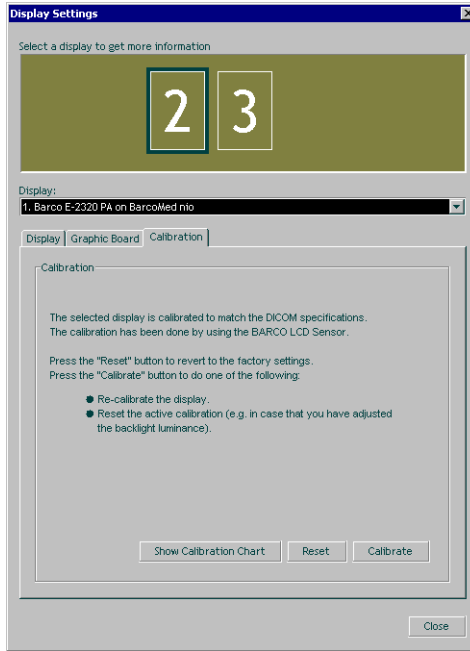 Display Settings
Select a display to get more information
2 3
Display:
1. Barco E-2320 PA on BarcoMed nio
Display Graphic Board Calibration
Calibration
The selected display is calibrated to match the DICOM specifications.
The calibration has been done by using the BARCO LCD Sensor.
Press the "Reset" button to revert to the factory settings.
Press the "Calibrate" button to do one of the following:
Re-calibrate the display.
Reset the active calibration (e.g. in case that you have adjusted
the backlight luminance).
Show Calibration Chart Reset Calibrate
Close